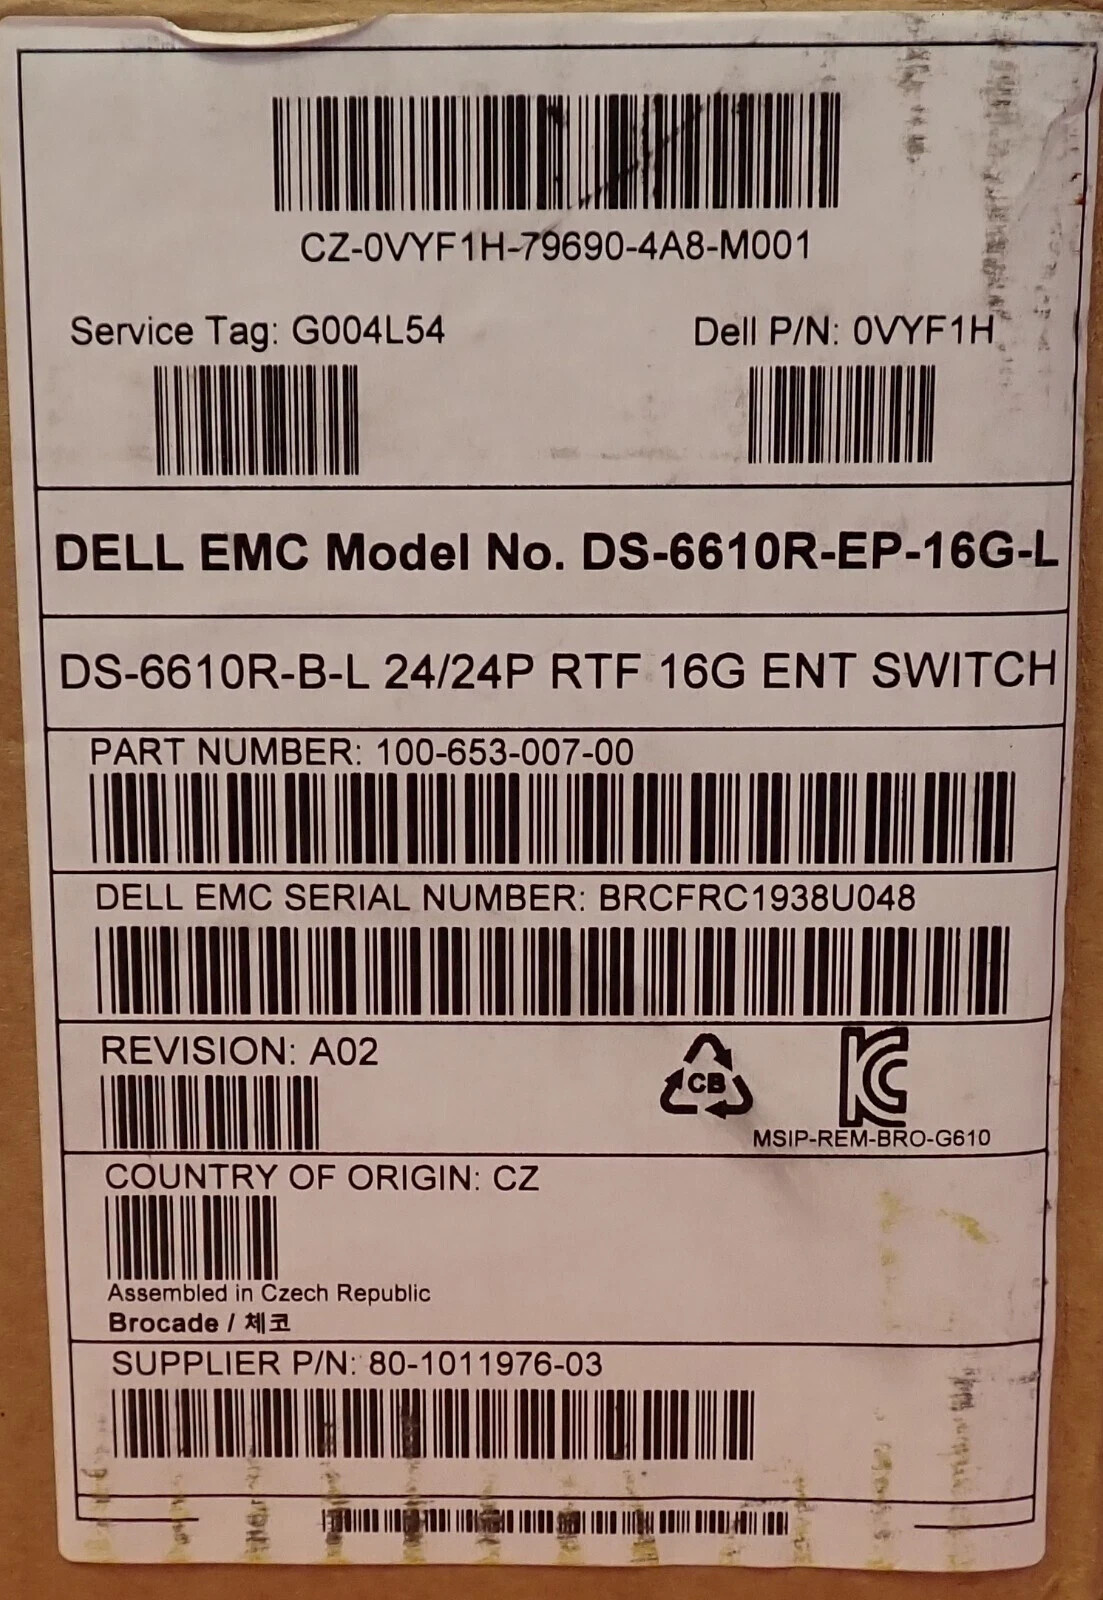 CZ-0VYF1H-79690-4A8-M001
Service Tag: G004L54
Dell P/N: 0VYF1H
DELL EMC Model No. DS-6610R-EP-16G-L
DS-6610R-B-L 24/24P RTF 16G ENT SWITCH
PART NUMBER: 100-653-007-00
DELL EMC SERIAL NUMBER: BRCFRC1938U048
REVISION: A02
CB
KC
MSIP-REM-BRO-G610
COUNTRY OF ORIGIN: CZ
Assembled in Czech Republic
Brocade / 체코
SUPPLIER P/N: 80-1011976-03